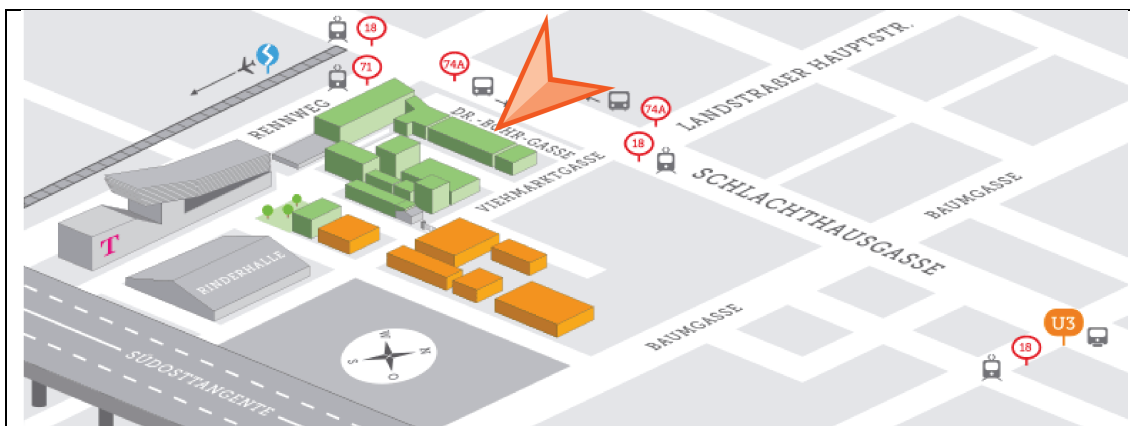 18
71
74A
74A
18
LANDSTRAßER HAUPTSTR.
RENNWEG
DR.-BOHR-GASSE
VIEHMARKTGASSE
SCHLACHTHAUSGASSE
BAUMGASSE
T
RINDERHALLE
BAUMGASSE
U3
18
W
N
S
O
SÜDOSTTANGENTE